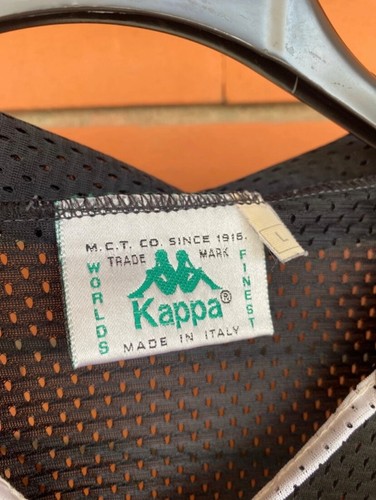 M.C.T. CO. SINCE 1916.
TRADE MARK
WORLDS
FINEST
Kappa®
MADE IN ITALY
L